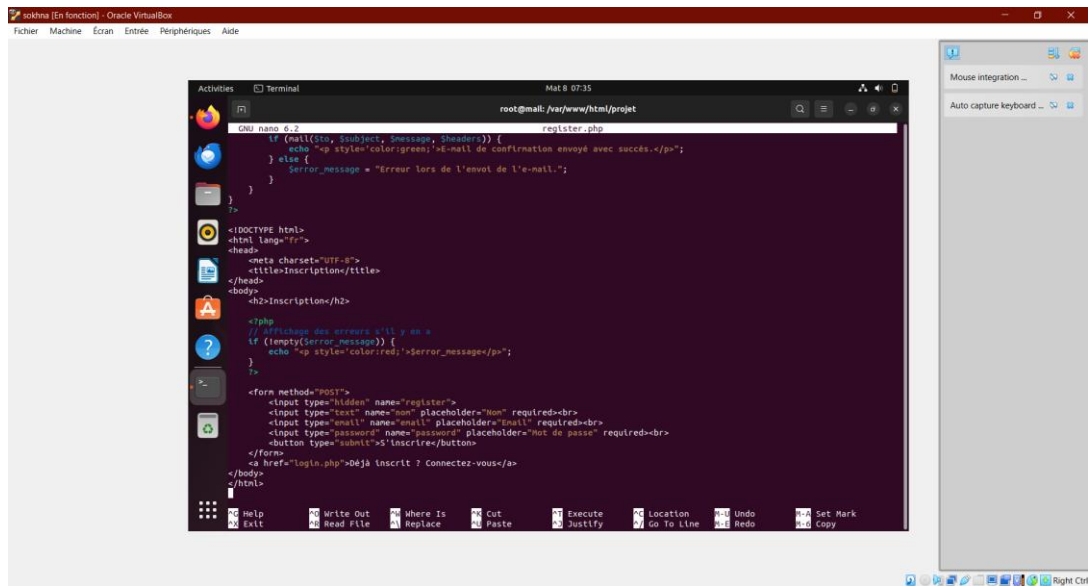 sokhna [En fonction] - Oracle VirtualBox
Fichier Machine Écran Entrée Périphériques Aide
Mouse integration ...
Auto capture keyboard ...
Activities Terminal Mat 8 07:35
root@mail: /var/www/html/projet
GNU nano 6.2 register.php
if (mail($to, $subject, $message, $headers)) {
echo "<p style='color:green;'>E-mail de confirmation envoyé avec succès.</p>";
} else {
$error_message = "Erreur lors de l'envoi de l'e-mail.";
}
}
}
?>
<!DOCTYPE html>
<html lang="fr">
<head>
<meta charset="UTF-8">
<title>Inscription</title>
</head>
<body>
<h2>Inscription</h2>
<?php
// Affichage des erreurs s'il y en a
if (!empty($error_message)) {
echo "<p style='color:red;'>$error_message</p>";
}
?>
<form method="POST">
<input type="hidden" name="register">
<input type="text" name="nom" placeholder="Nom" required><br>
<input type="email" name="email" placeholder="Email" required><br>
<input type="password" name="password" placeholder="Mot de passe" required><br>
<button type="submit">S'inscrire</button>
</form>
<a href="login.php">Déjà inscrit ? Connectez-vous</a>
</body>
</html>
^G Help ^O Write Out ^W Where Is ^K Cut ^T Execute ^C Location M-U Undo M-A Set Mark
^X Exit ^R Read File ^\ Replace ^U Paste ^J Justify ^/ Go To Line M-E Redo M-6 Copy
Right Ctrl